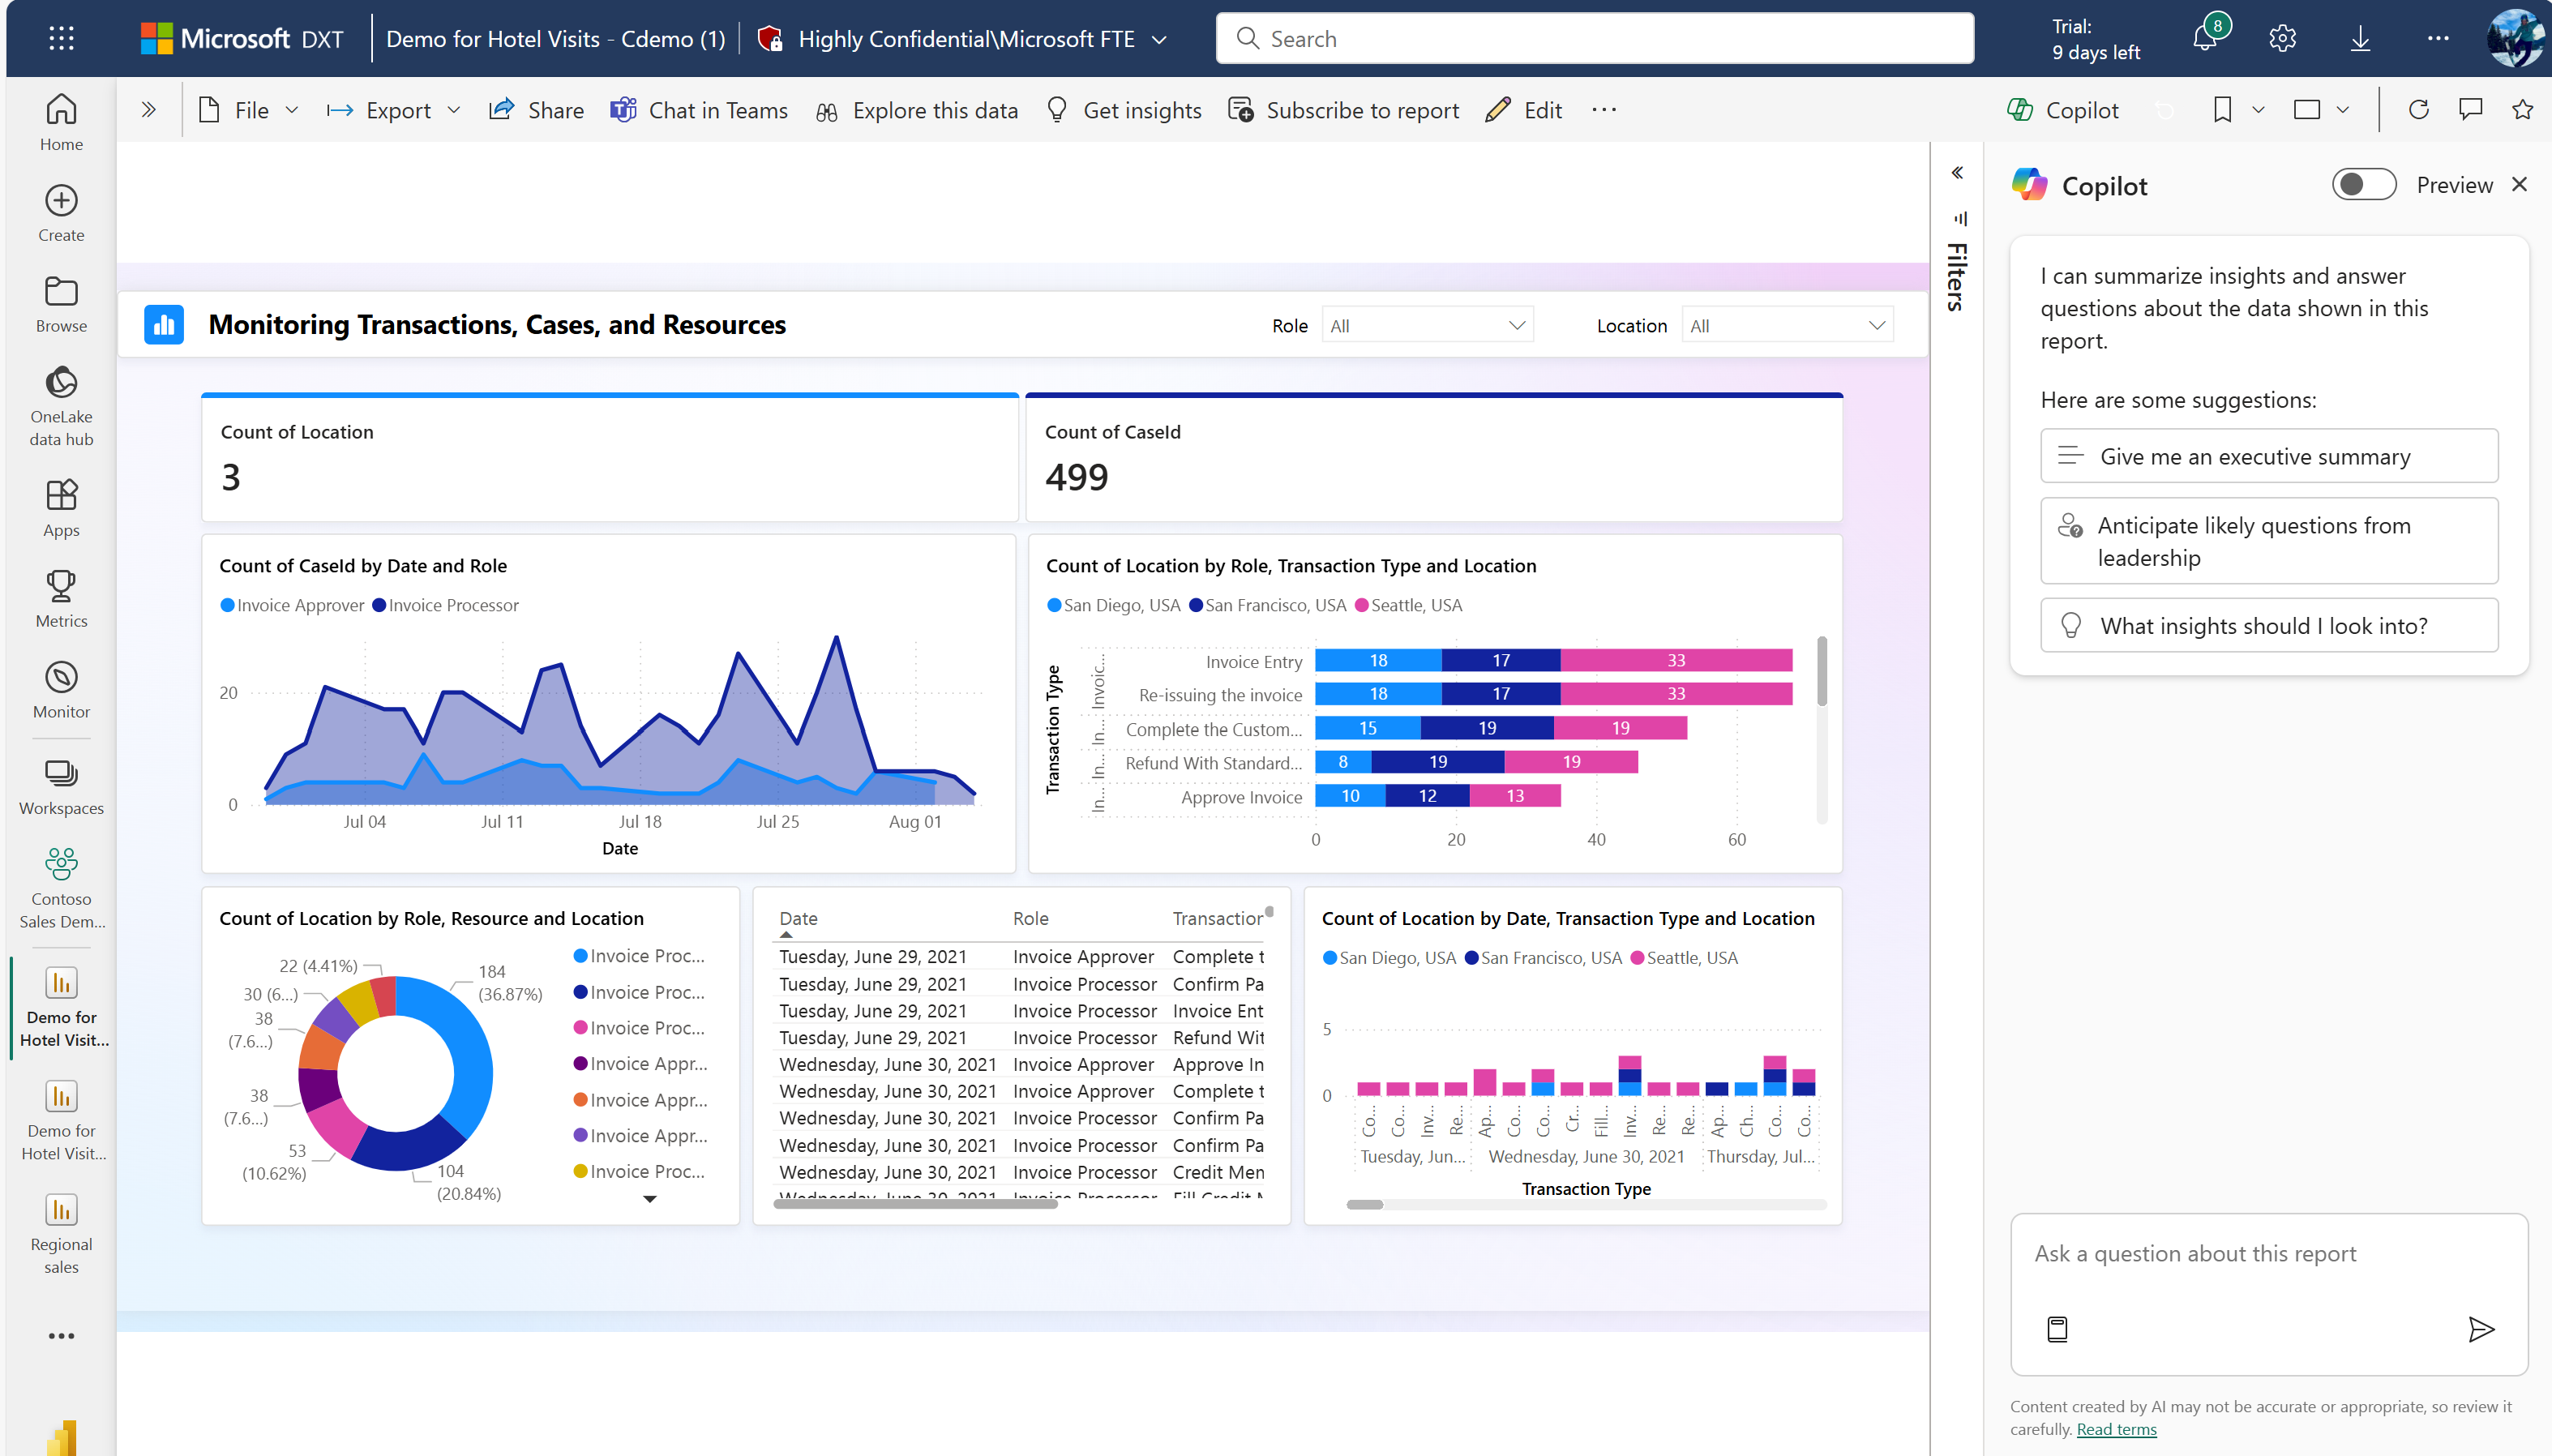 Microsoft DXT
Demo for Hotel Visits - Cdemo (1)
Highly Confidential\Microsoft FTE
Search
Trial:
9 days left
8
File
Export
Share
Chat in Teams
Explore this data
Get insights
Subscribe to report
Edit
Copilot
Home
Create
Browse
OneLake
data hub
Apps
Metrics
Monitor
Workspaces
Contoso
Sales Dem...
Demo for
Hotel Visit...
Demo for
Hotel Visit...
Regional
sales
Monitoring Transactions, Cases, and Resources
Role
All
Location
All
Count of Location
3
Count of CaseId
499
Count of CaseId by Date and Role
Invoice Approver
Invoice Processor
20
0
Jul 04
Jul 11
Jul 18
Jul 25
Aug 01
Date
Count of Location by Role, Transaction Type and Location
San Diego, USA
San Francisco, USA
Seattle, USA
Transaction Type
Invoic...
In...
In...
In...
Invoice Entry
18
17
33
Re-issuing the invoice
18
17
33
Complete the Custom...
15
19
19
Refund With Standard...
8
19
19
Approve Invoice
10
12
13
0
20
40
60
Count of Location by Role, Resource and Location
22 (4.41%)
30 (6...)
38
(7.6...)
38
(7.6...)
53
(10.62%)
184
(36.87%)
104
(20.84%)
Invoice Proc...
Invoice Proc...
Invoice Proc...
Invoice Appr...
Invoice Appr...
Invoice Appr...
Invoice Proc...
Date
Role
Transaction
Tuesday, June 29, 2021 Invoice Approver Complete t
Tuesday, June 29, 2021 Invoice Processor Confirm Pa
Tuesday, June 29, 2021 Invoice Processor Invoice Ent
Tuesday, June 29, 2021 Invoice Processor Refund Wit
Wednesday, June 30, 2021 Invoice Approver Approve In
Wednesday, June 30, 2021 Invoice Approver Complete t
Wednesday, June 30, 2021 Invoice Processor Confirm Pa
Wednesday, June 30, 2021 Invoice Processor Confirm Pa
Wednesday, June 30, 2021 Invoice Processor Credit Men
Wednesday, June 30, 2021 Invoice Processor Fill Credit M
Count of Location by Date, Transaction Type and Location
San Diego, USA
San Francisco, USA
Seattle, USA
5
0
Co...
Co...
Inv...
Re...
Ap...
Co...
Co...
Cr...
Fill...
Inv...
Re...
Re...
Ap...
Ch...
Co...
Co...
Tuesday, Jun...
Wednesday, June 30, 2021
Thursday, Jul...
Transaction Type
Filters
Copilot
Preview
I can summarize insights and answer
questions about the data shown in this
report.
Here are some suggestions:
Give me an executive summary
Anticipate likely questions from
leadership
What insights should I look into?
Ask a question about this report
Content created by AI may not be accurate or appropriate, so review it
carefully. Read terms